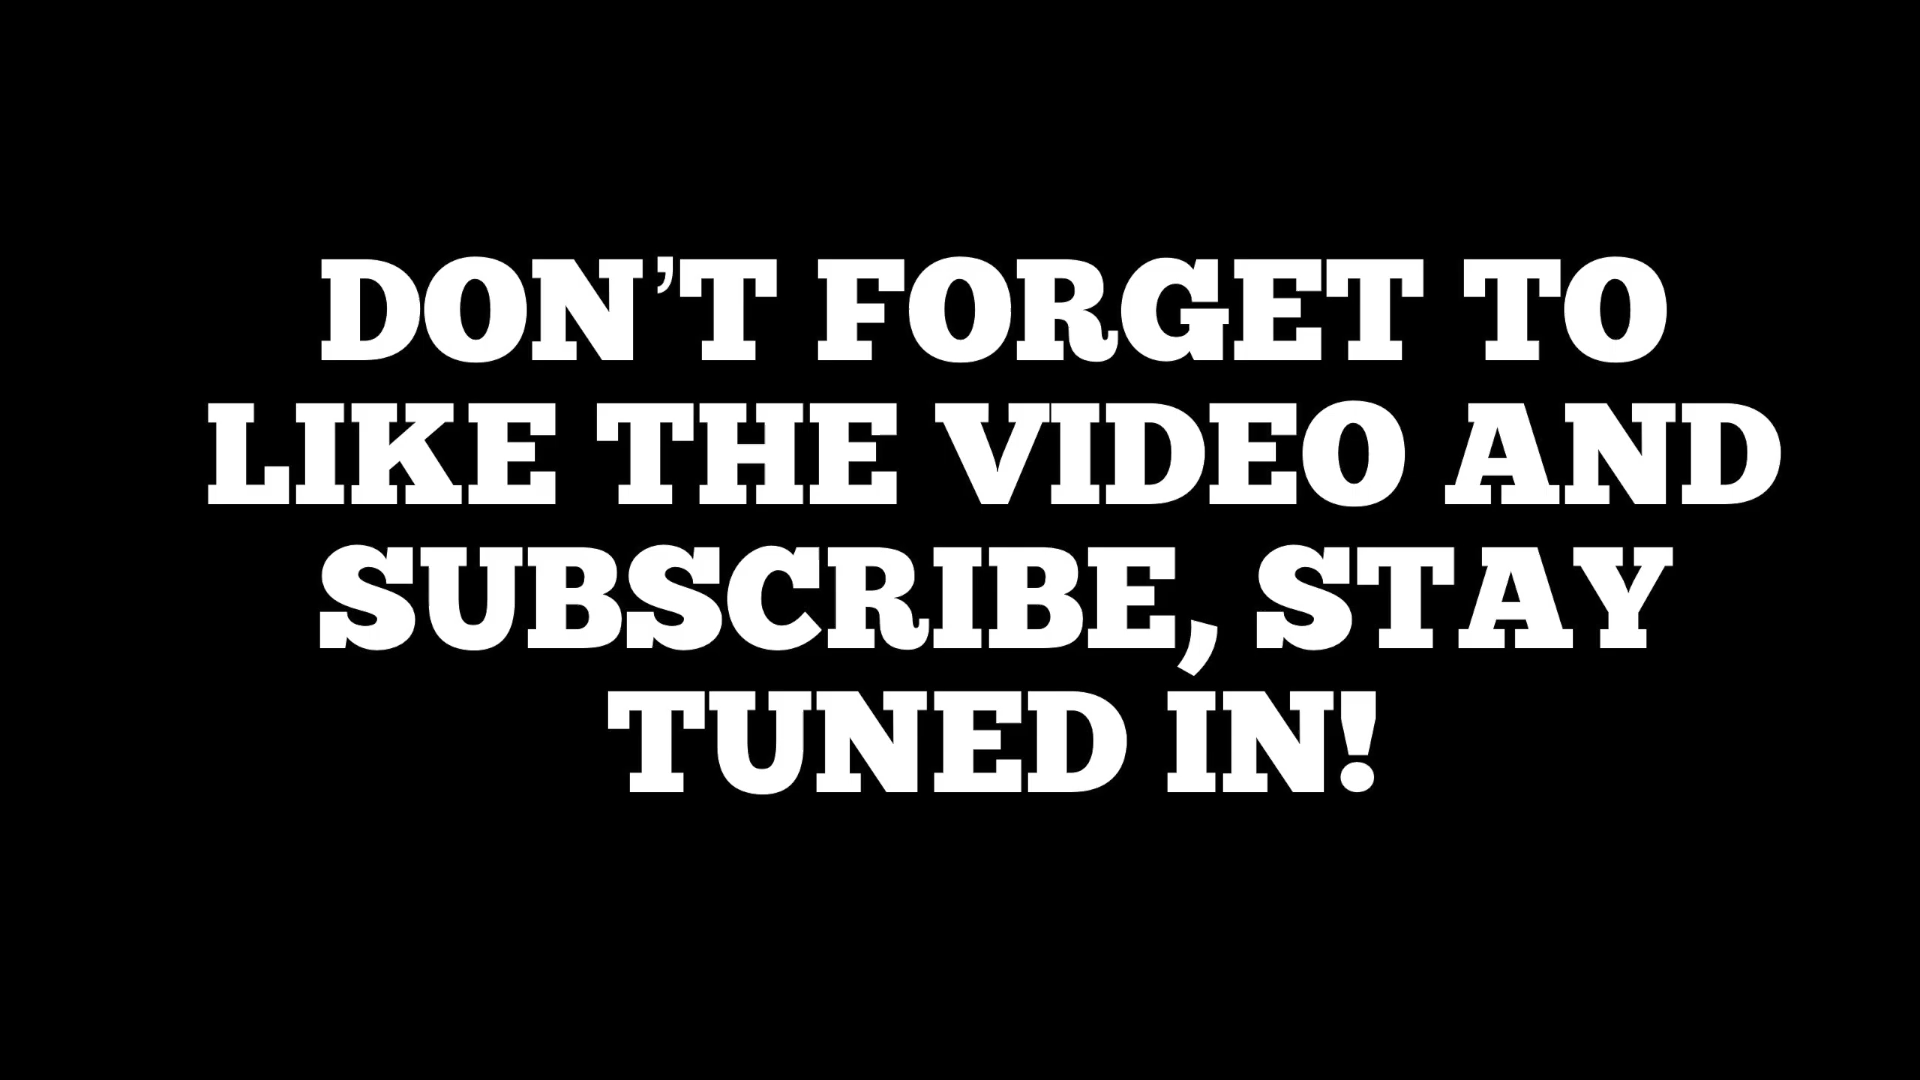 DON'T FORGET TO
LIKE THE VIDEO AND
SUBSCRIBE, STAY
TUNED IN!